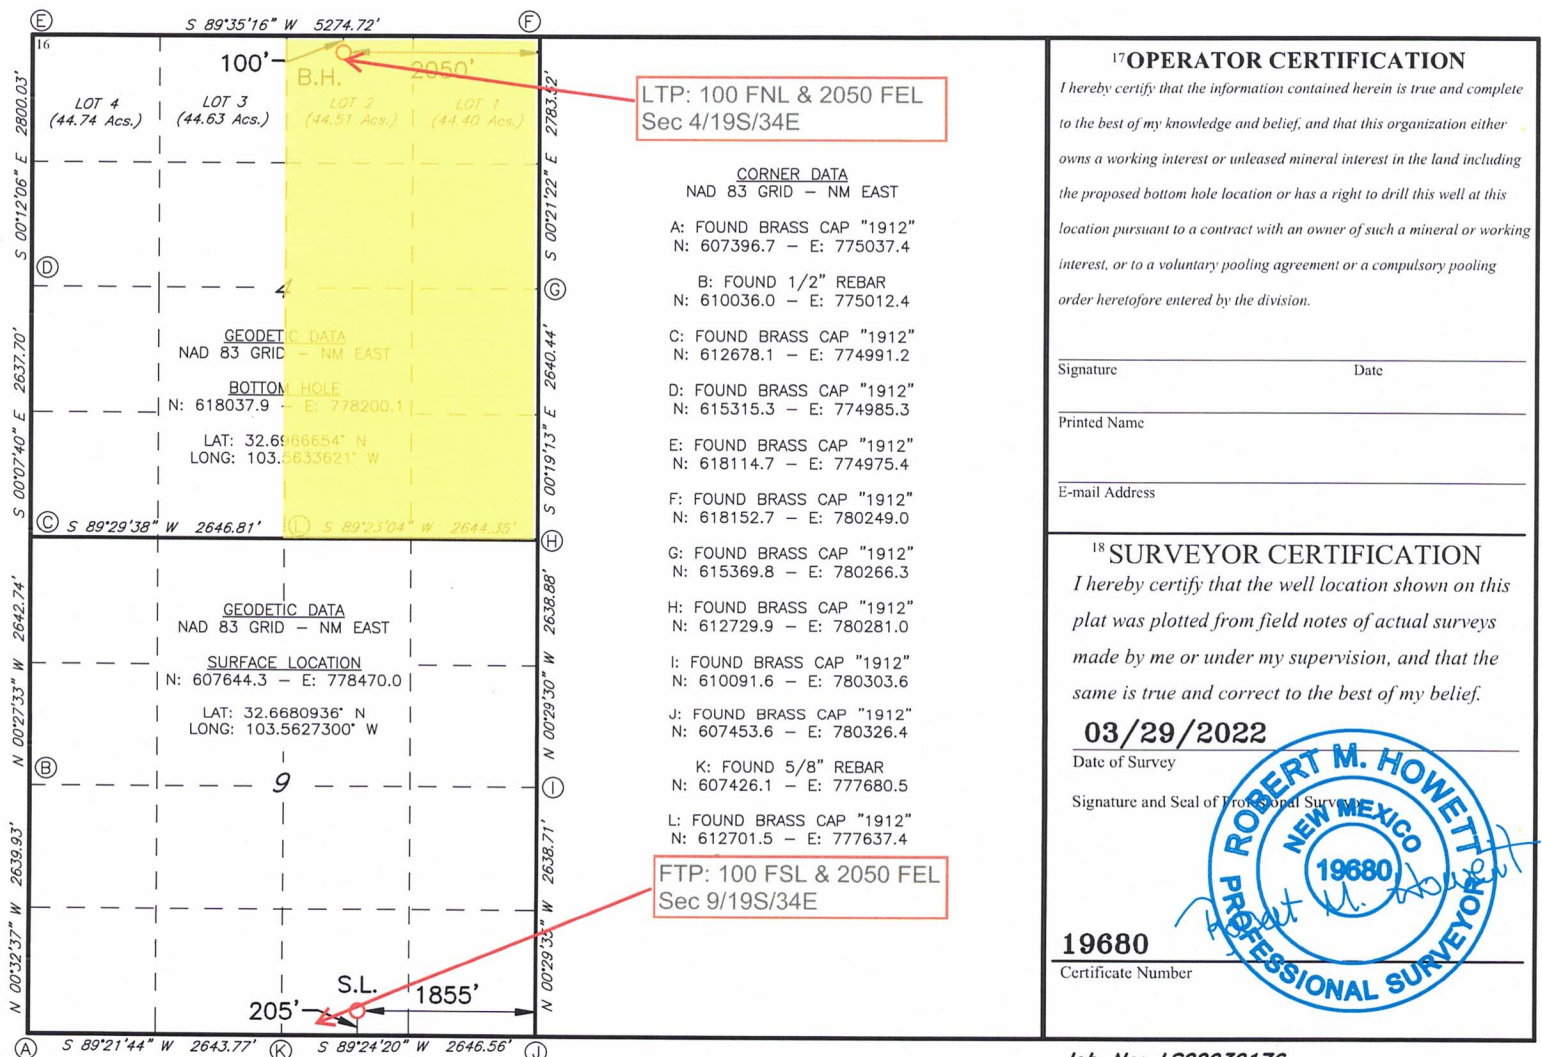 E
S 89°35'16" W 5274.72'
F
16
100'
B.H.
2050'
LOT 4
(44.74 Acs.)
LOT 3
(44.63 Acs.)
LOT 2
(44.51 Acs.)
LOT 1
(44.40 Acs.)
S 00°12'06" E 2800.03'
S 00°21'22" E 2783.52'
LTP: 100 FNL & 2050 FEL
Sec 4/19S/34E
D
4
G
GEODETIC DATA
NAD 83 GRID – NM EAST
BOTTOM HOLE
N: 618037.9 – E: 778200.1
LAT: 32.6966654° N
LONG: 103.5633621° W
S 00°07'40" E 2637.70'
S 00°19'13" E 2640.44'
C
S 89°29'38" W 2646.81'
L
S 89°23'04" W 2644.35'
H
GEODETIC DATA
NAD 83 GRID – NM EAST
SURFACE LOCATION
N: 607644.3 – E: 778470.0
LAT: 32.6680936° N
LONG: 103.5627300° W
N 00°27'33" W 2642.74'
N 00°29'30" W 2638.88'
B
9
I
N 00°32'37" W 2639.93'
N 00°29'35" W 2638.71'
S.L.
205'
1855'
A
S 89°21'44" W 2643.77'
K
S 89°24'20" W 2646.56'
J
CORNER DATA
NAD 83 GRID – NM EAST
A: FOUND BRASS CAP "1912"
N: 607396.7 – E: 775037.4
B: FOUND 1/2" REBAR
N: 610036.0 – E: 775012.4
C: FOUND BRASS CAP "1912"
N: 612678.1 – E: 774991.2
D: FOUND BRASS CAP "1912"
N: 615315.3 – E: 774985.3
E: FOUND BRASS CAP "1912"
N: 618114.7 – E: 774975.4
F: FOUND BRASS CAP "1912"
N: 618152.7 – E: 780249.0
G: FOUND BRASS CAP "1912"
N: 615369.8 – E: 780266.3
H: FOUND BRASS CAP "1912"
N: 612729.9 – E: 780281.0
I: FOUND BRASS CAP "1912"
N: 610091.6 – E: 780303.6
J: FOUND BRASS CAP "1912"
N: 607453.6 – E: 780326.4
K: FOUND 5/8" REBAR
N: 607426.1 – E: 777680.5
L: FOUND BRASS CAP "1912"
N: 612701.5 – E: 777637.4
FTP: 100 FSL & 2050 FEL
Sec 9/19S/34E
17 OPERATOR CERTIFICATION
I hereby certify that the information contained herein is true and complete
to the best of my knowledge and belief, and that this organization either
owns a working interest or unleased mineral interest in the land including
the proposed bottom hole location or has a right to drill this well at this
location pursuant to a contract with an owner of such a mineral or working
interest, or to a voluntary pooling agreement or a compulsory pooling
order heretofore entered by the division.
Signature Date
Printed Name
E-mail Address
18 SURVEYOR CERTIFICATION
I hereby certify that the well location shown on this
plat was plotted from field notes of actual surveys
made by me or under my supervision, and that the
same is true and correct to the best of my belief.
03/29/2022
Date of Survey
Signature and Seal of Professional Surveyor
ROBERT M. HOWETT
NEW MEXICO
19680
PROFESSIONAL SURVEYOR
Robert M. Howett
19680
Certificate Number